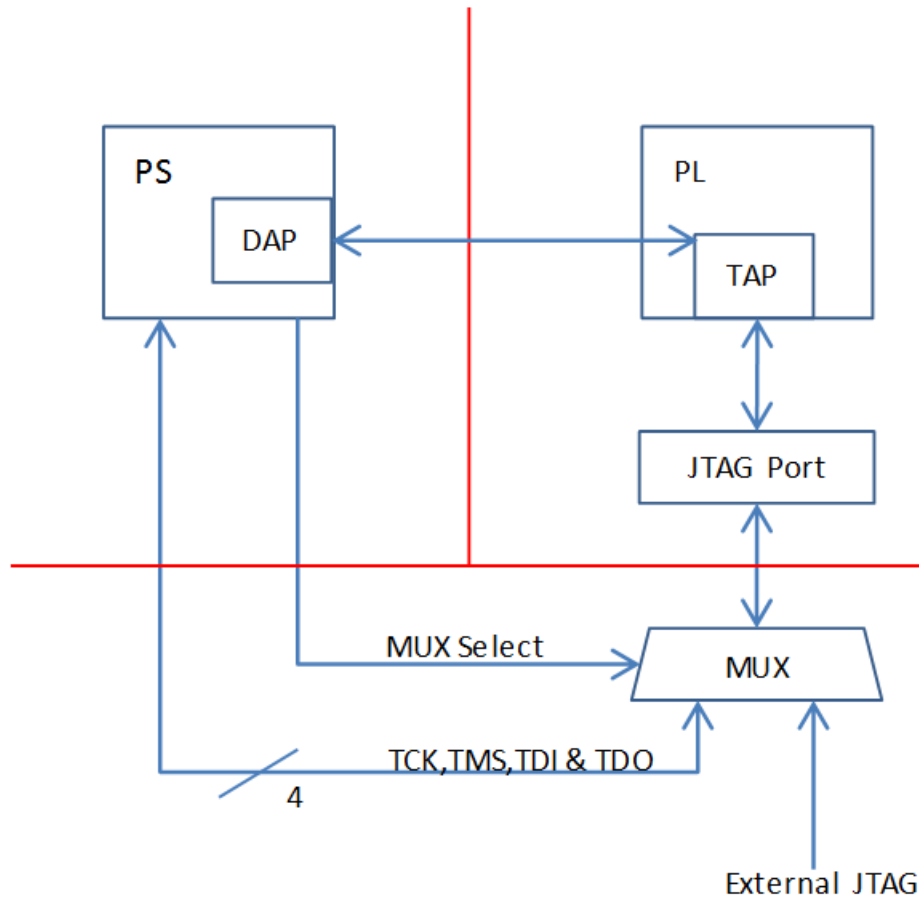 PS
PL
DAP
TAP
JTAG Port
MUX Select
MUX
TCK,TMS,TDI & TDO
4
External JTAG